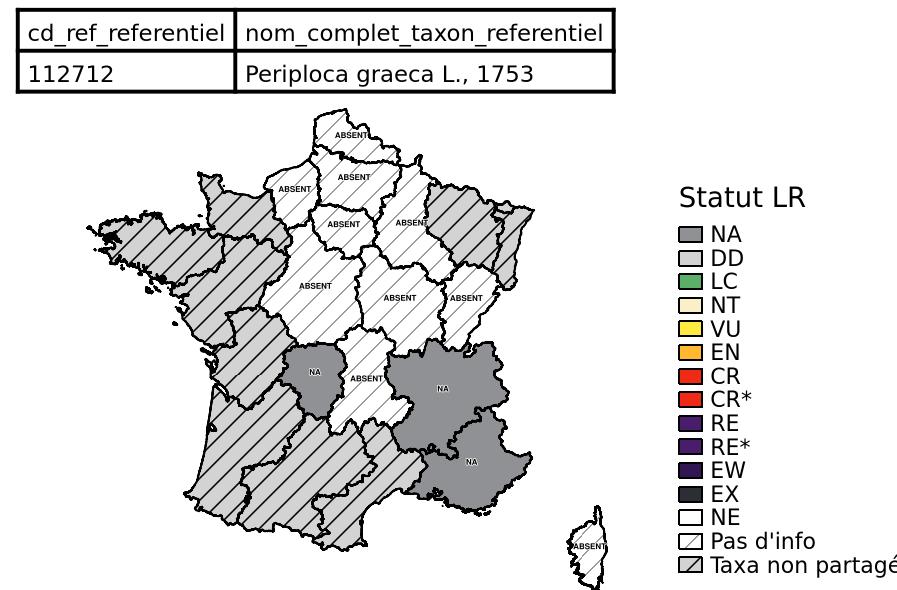 cd_ref_referentiel nom_complet_taxon_referentiel
112712 Periploca graeca L., 1753
ABSENT
ABSENT
ABSENT
ABSENT
ABSENT
ABSENT
ABSENT
ABSENT
NA
ABSENT
NA
NA
ABSENT
Statut LR
NA
DD
LC
NT
VU
EN
CR
CR*
RE
RE*
EW
EX
NE
Pas d'info
Taxa non partagé